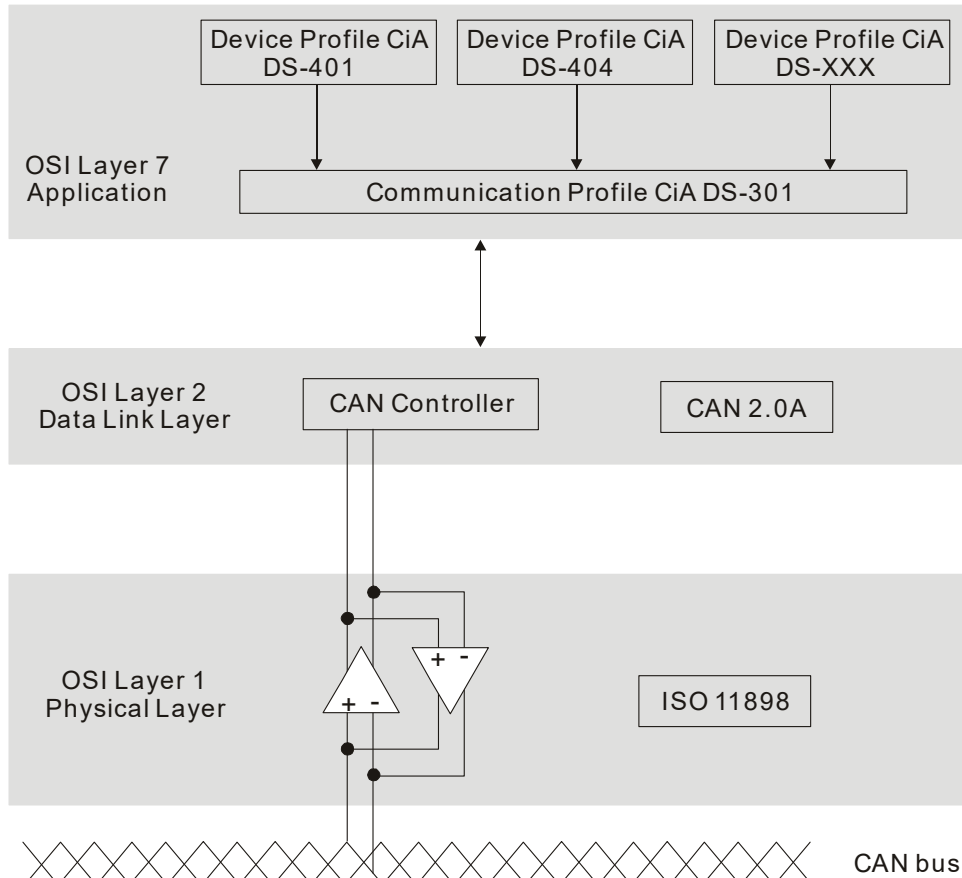 Device Profile CiA
DS-401
Device Profile CiA
DS-404
Device Profile CiA
DS-XXX
OSI Layer 7
Application
Communication Profile CiA DS-301
OSI Layer 2
Data Link Layer
CAN Controller
CAN 2.0A
+ -
OSI Layer 1
Physical Layer
+ -
ISO 11898
CAN bus